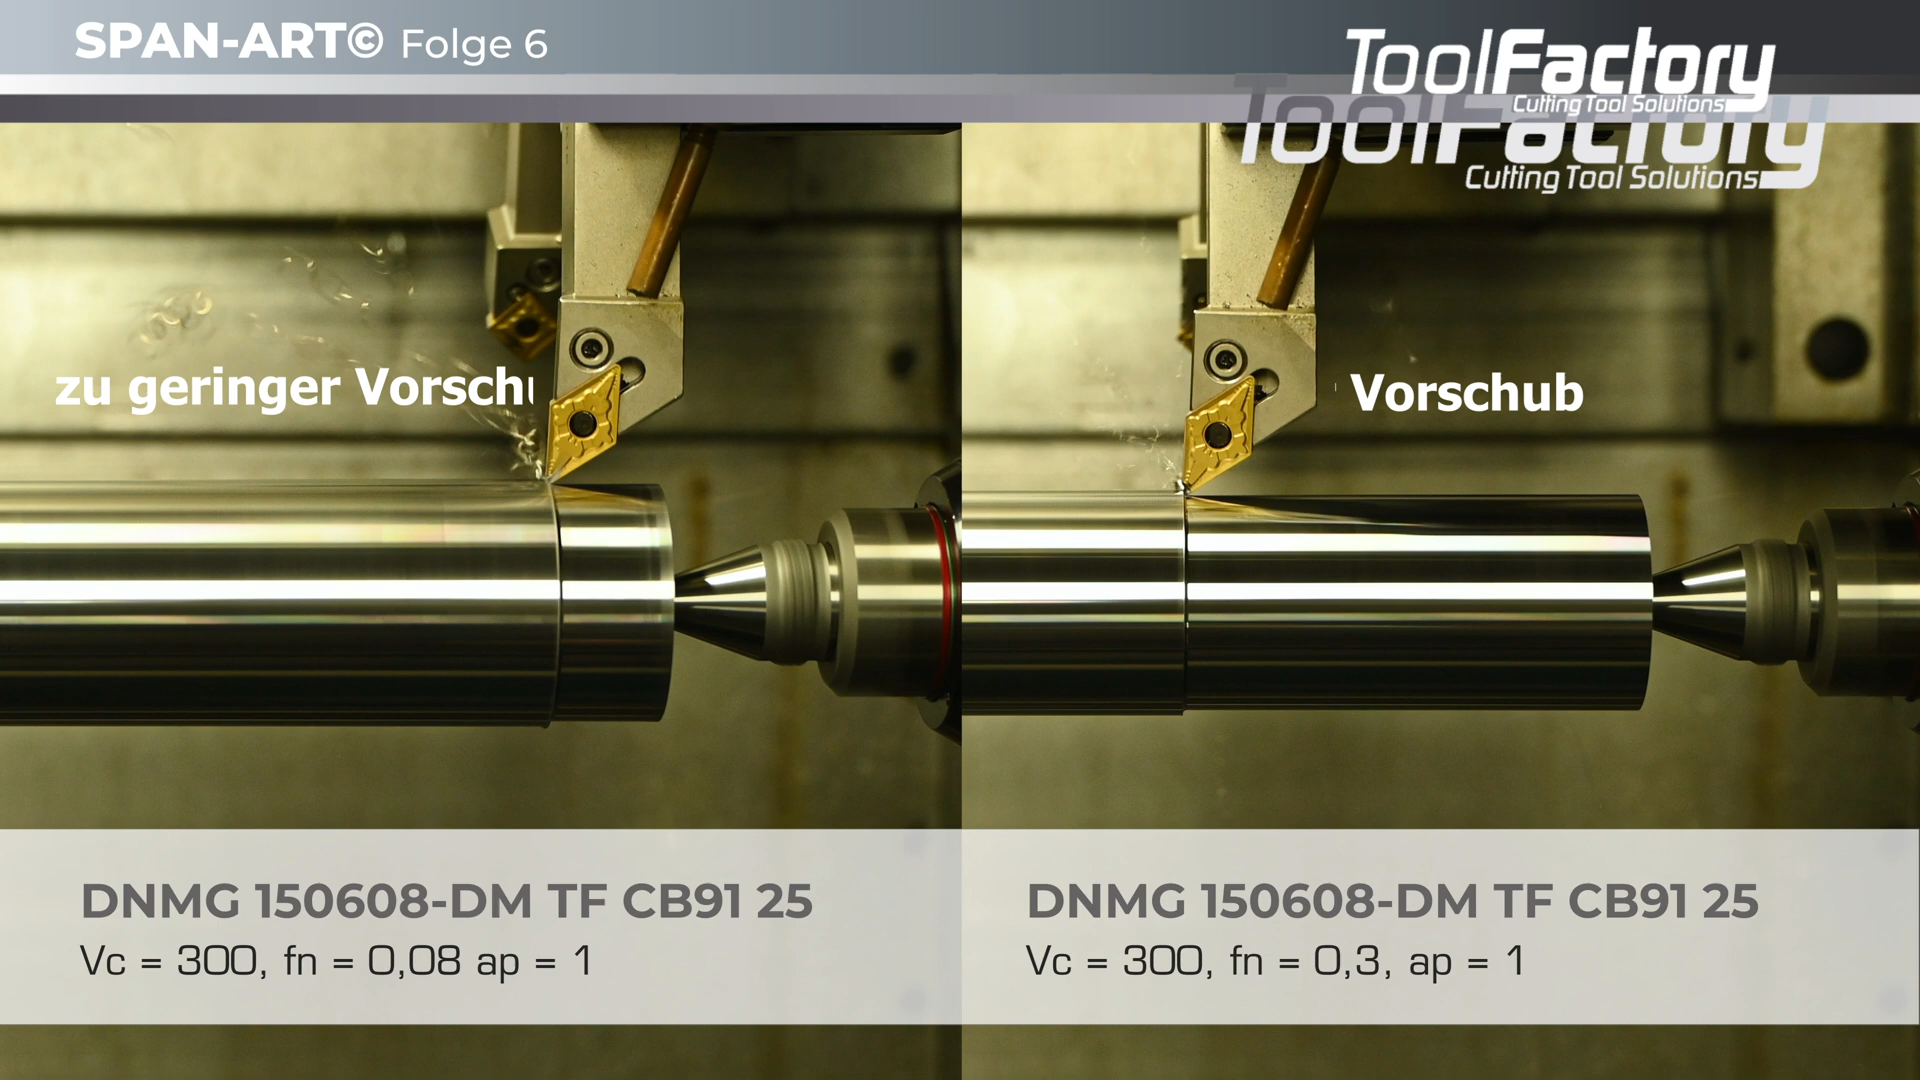 SPAN-ART© Folge 6
ToolFactory
Cutting Tool Solutions
ToolFactory
Cutting Tool Solutions
zu geringer
Vorschub
DNMG 150608-DM TF CB91 25
Vc = 300, fn = 0,08 ap = 1
DNMG 150608-DM TF CB91 25
Vc = 300, fn = 0,3, ap = 1